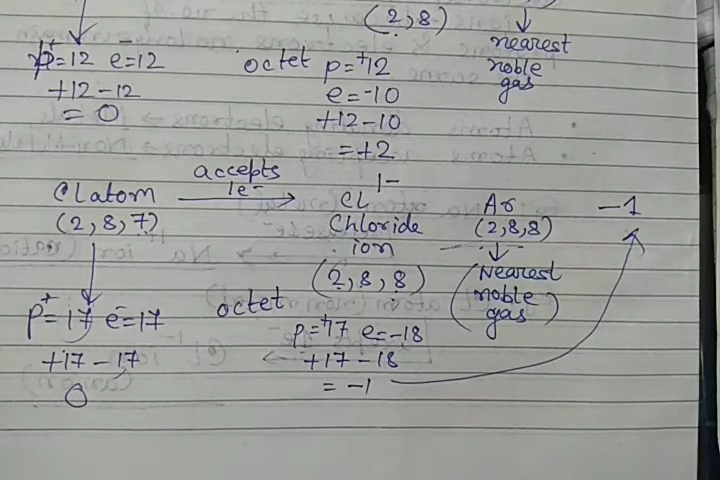 (2,8)
nearest
noble
gas
p⁺=12 e⁻=12
+12-12
= 0
octet p=+12
e=-10
+12-10
=+2
Cl atom accepts 1e⁻ → Cl¹⁻ Ar -1
(2,8,7) Chloride (2,8,8)
ion
(2,8,8) (Nearest
noble
gas)
octet
p⁺=17 e⁻=17
+17-17
0
p=+17 e=-18
+17-18
= -1